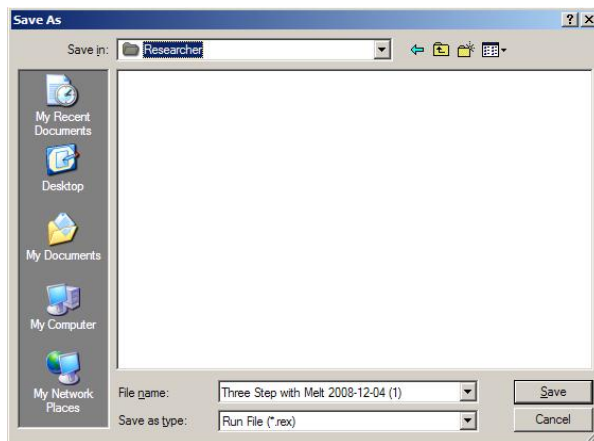 Save As
Save in: Researcher
My Recent
Documents
Desktop
My Documents
My Computer
My Network
Places
File name: Three Step with Melt 2008-12-04 (1) Save
Save as type: Run File (*.rex) Cancel